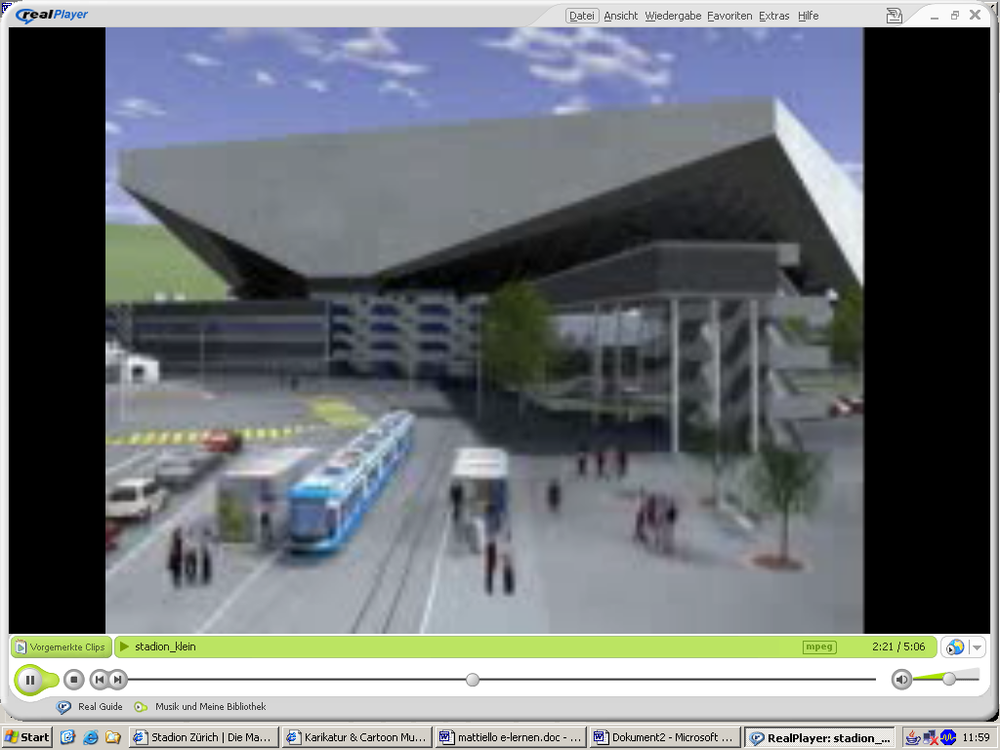 realPlayer Datei Ansicht Wiedergabe Favoriten Extras Hilfe
Vorgemerkte Clips stadion_klein mpeg 2:21 / 5:06
Real Guide Musik und Meine Bibliothek
Start Stadion Zürich | Die Ma... Karikatur & Cartoon Mu... mattiello e-lernen.doc - ... Dokument2 - Microsoft ... RealPlayer: stadion_... 11:59